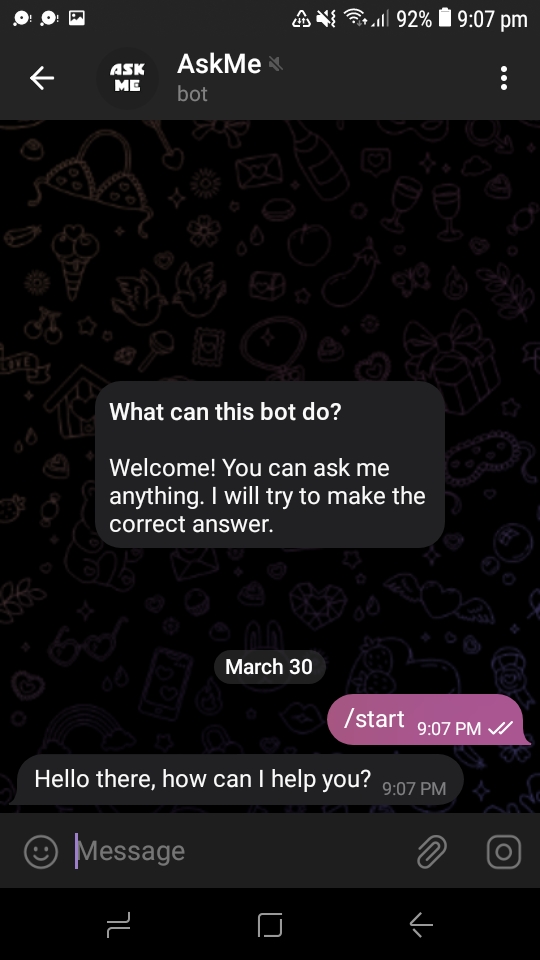 92% 9:07 pm
ASK
ME
AskMe
bot
LOVE
What can this bot do?
Welcome! You can ask me
anything. I will try to make the
correct answer.
March 30
/start 9:07 PM
Hello there, how can I help you? 9:07 PM
Message